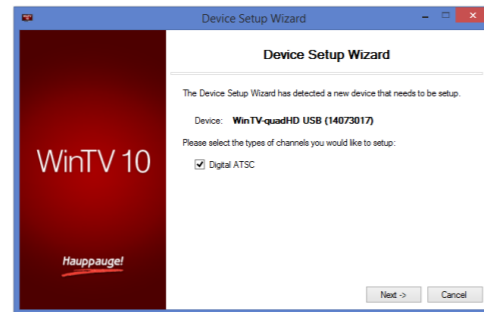 Device Setup Wizard
Device Setup Wizard
The Device Setup Wizard has detected a new device that needs to be setup.
Device: WinTV-quadHD USB (14073017)
Please select the types of channels you would like to setup:
Digital ATSC
WinTV 10
Hauppauge!
Next -> Cancel